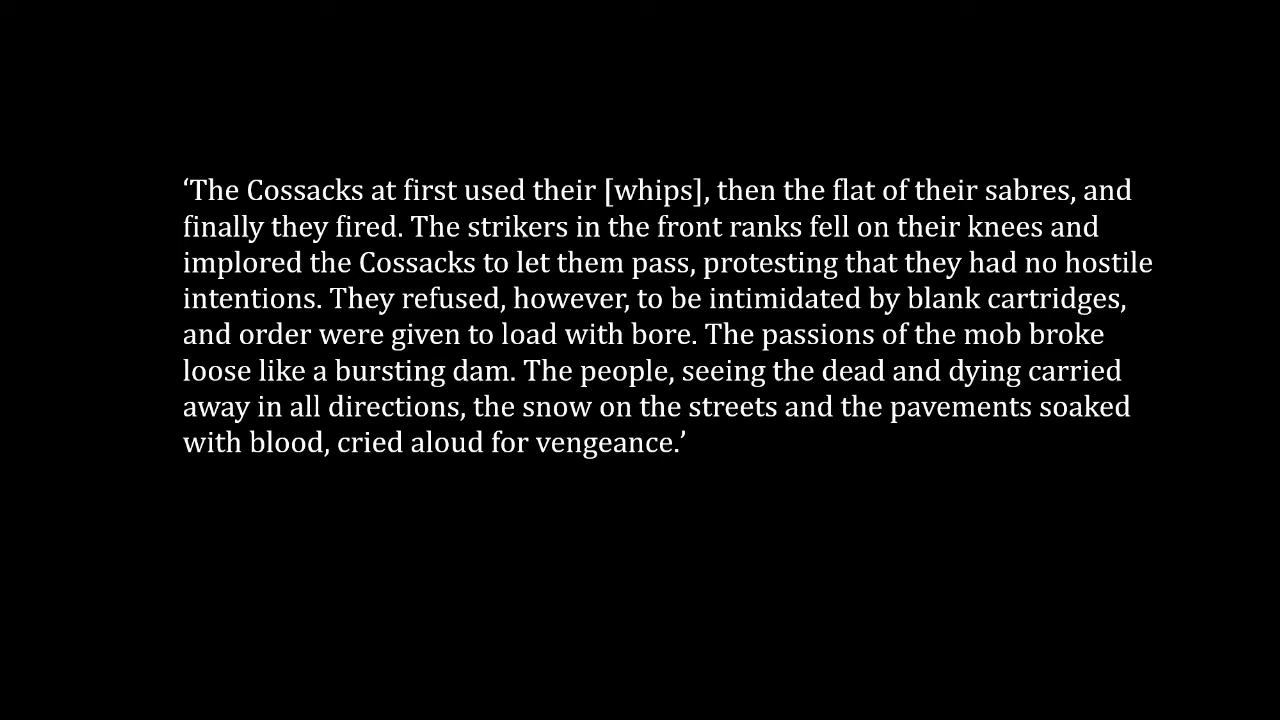 ‘The Cossacks at first used their [whips], then the flat of their sabres, and
finally they fired. The strikers in the front ranks fell on their knees and
implored the Cossacks to let them pass, protesting that they had no hostile
intentions. They refused, however, to be intimidated by blank cartridges,
and order were given to load with bore. The passions of the mob broke
loose like a bursting dam. The people, seeing the dead and dying carried
away in all directions, the snow on the streets and the pavements soaked
with blood, cried aloud for vengeance.’